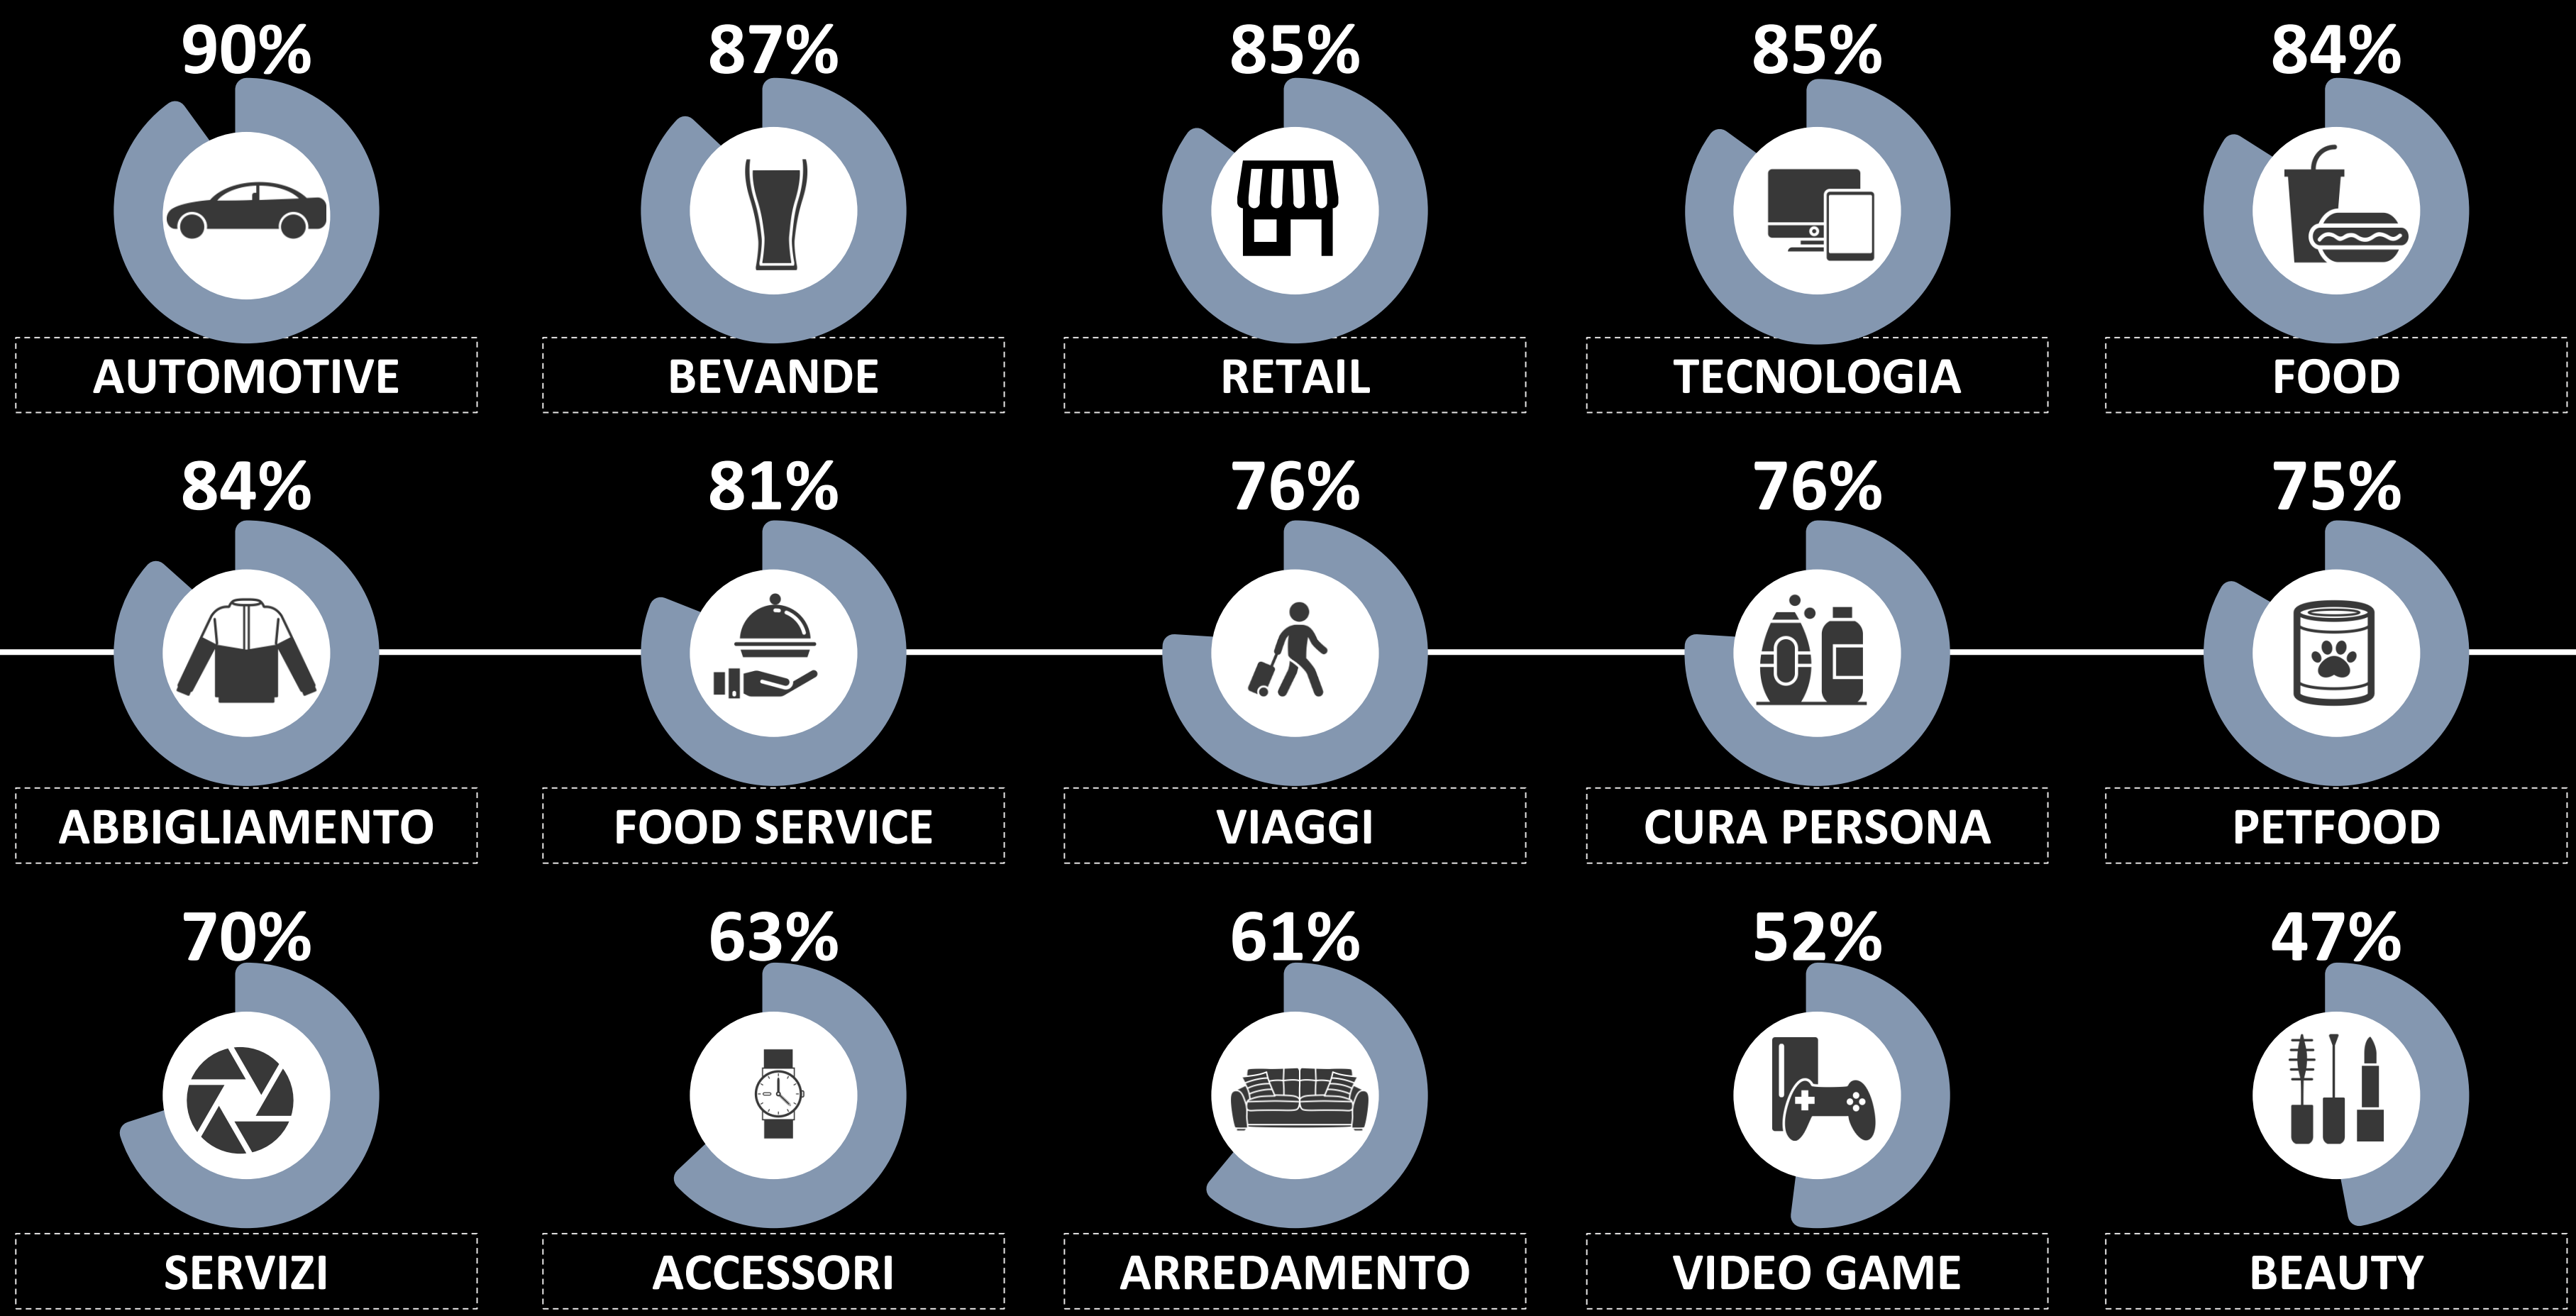 90% 87% 85% 85% 84%
AUTOMOTIVE BEVANDE RETAIL TECNOLOGIA FOOD
84% 81% 76% 76% 75%
ABBIGLIAMENTO FOOD SERVICE VIAGGI CURA PERSONA PETFOOD
70% 63% 61% 52% 47%
SERVIZI ACCESSORI ARREDAMENTO VIDEO GAME BEAUTY